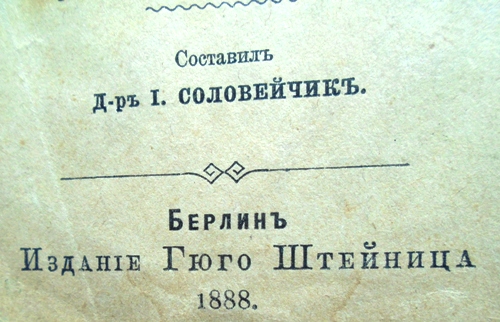 Составилъ
Д-ръ І. СОЛОВЕЙЧИКЪ.
БЕРЛИНЪ
ИЗДАНІЕ ГЮГО ШТЕЙНИЦА
1888.